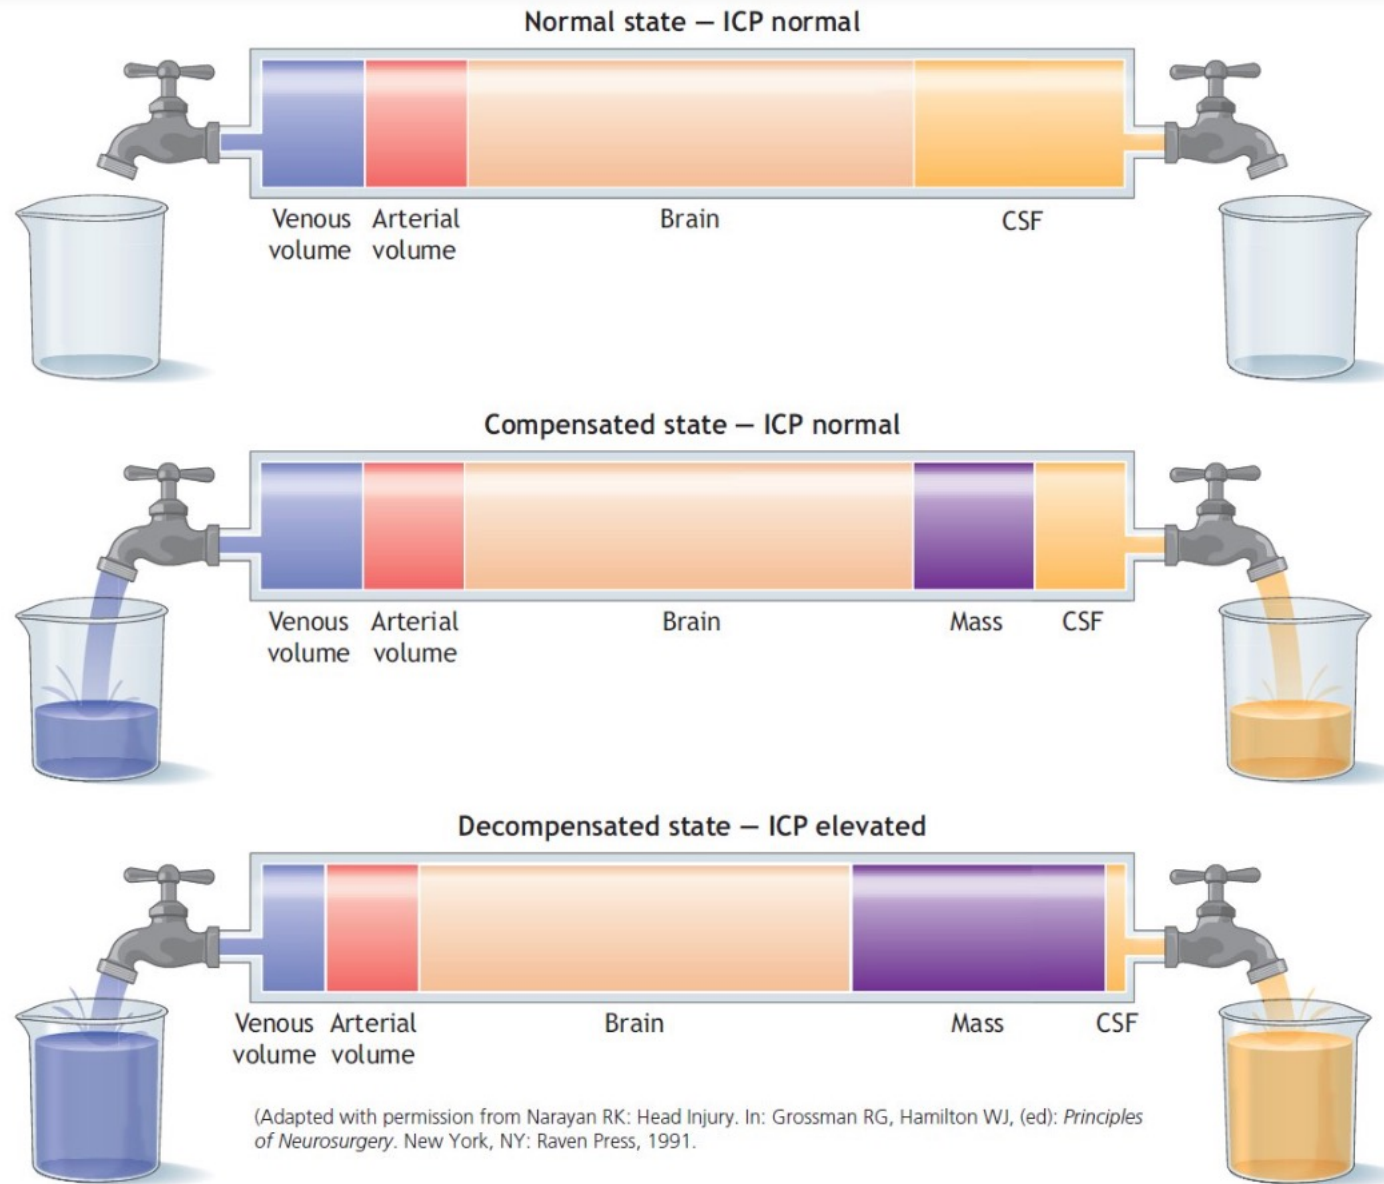 Normal state — ICP normal
Venous volume
Arterial volume
Brain
CSF
Compensated state — ICP normal
Venous volume
Arterial volume
Brain
Mass
CSF
Decompensated state — ICP elevated
Venous volume
Arterial volume
Brain
Mass
CSF
(Adapted with permission from Narayan RK: Head Injury. In: Grossman RG, Hamilton WJ, (ed): Principles
of Neurosurgery. New York, NY: Raven Press, 1991.